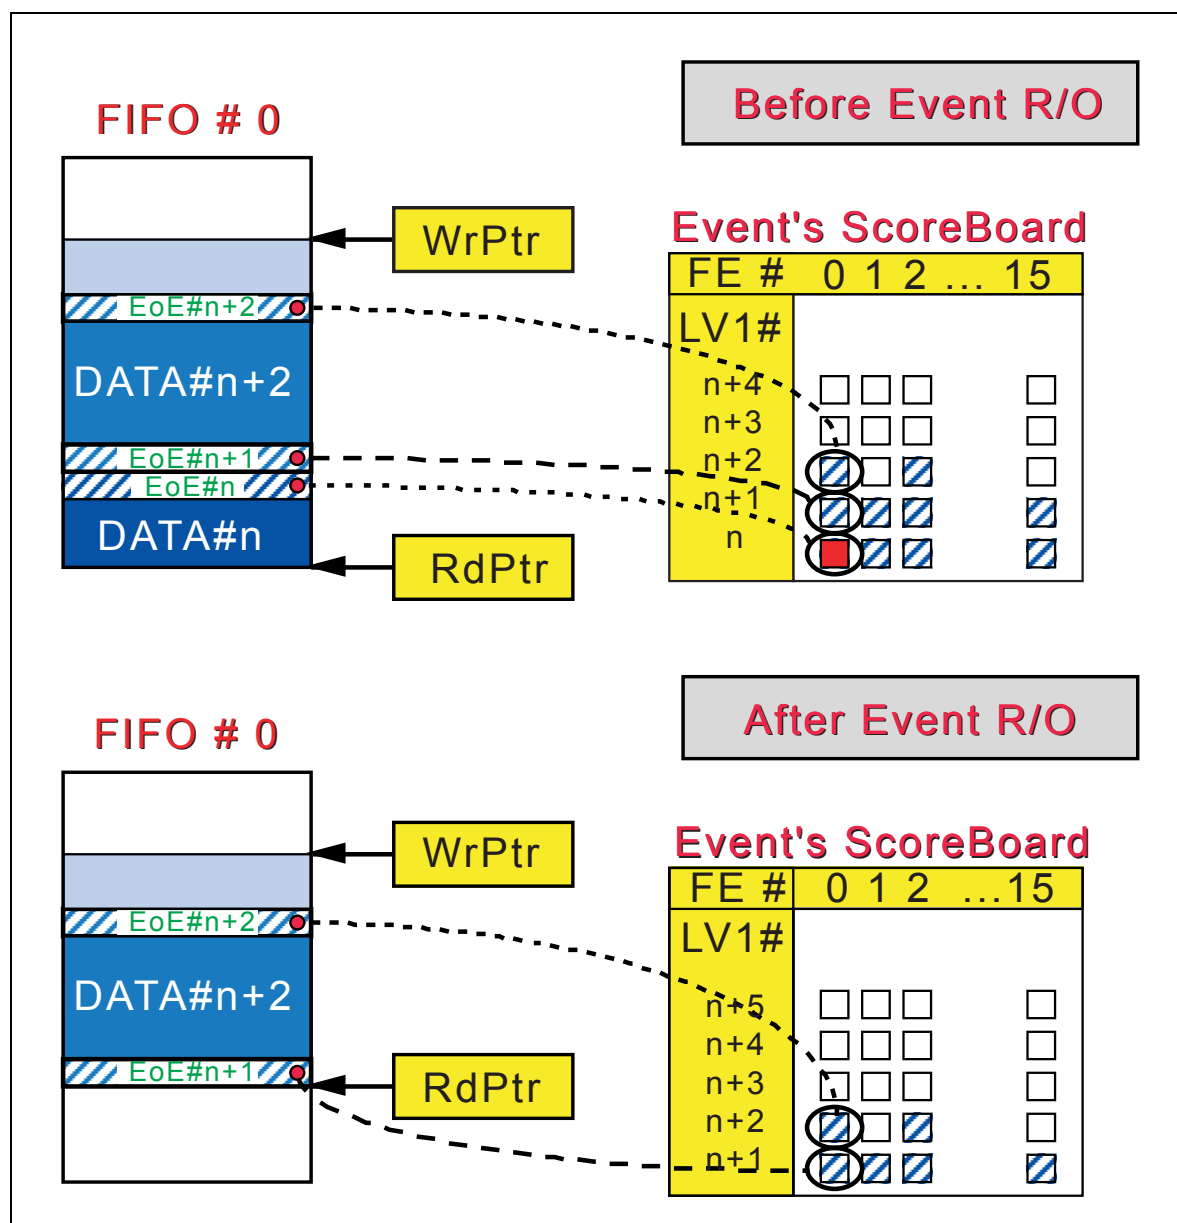 Before Event R/O
FIFO # 0
WrPtr
EoE#n+2
DATA#n+2
EoE#n+1
EoE#n
DATA#n
RdPtr
Event's ScoreBoard
FE # 0 1 2 ... 15
LV1#
n+4
n+3
n+2
n+1
n
After Event R/O
FIFO # 0
WrPtr
EoE#n+2
DATA#n+2
EoE#n+1
RdPtr
Event's ScoreBoard
FE # 0 1 2 ...15
LV1#
n+5
n+4
n+3
n+2
n+1